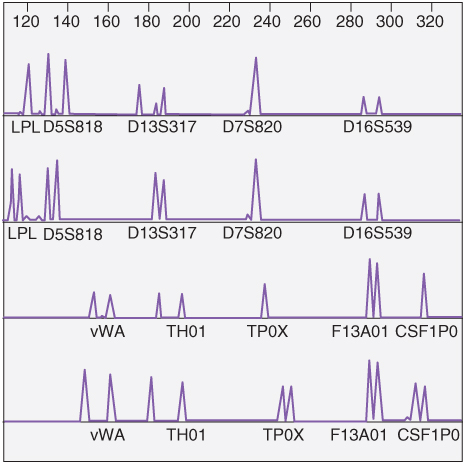 120 140 160 180 200 220 240 260 280 300 320
LPL D5S818 D13S317 D7S820 D16S539
LPL D5S818 D13S317 D7S820 D16S539
vWA TH01 TP0X F13A01 CSF1P0
vWA TH01 TP0X F13A01 CSF1P0